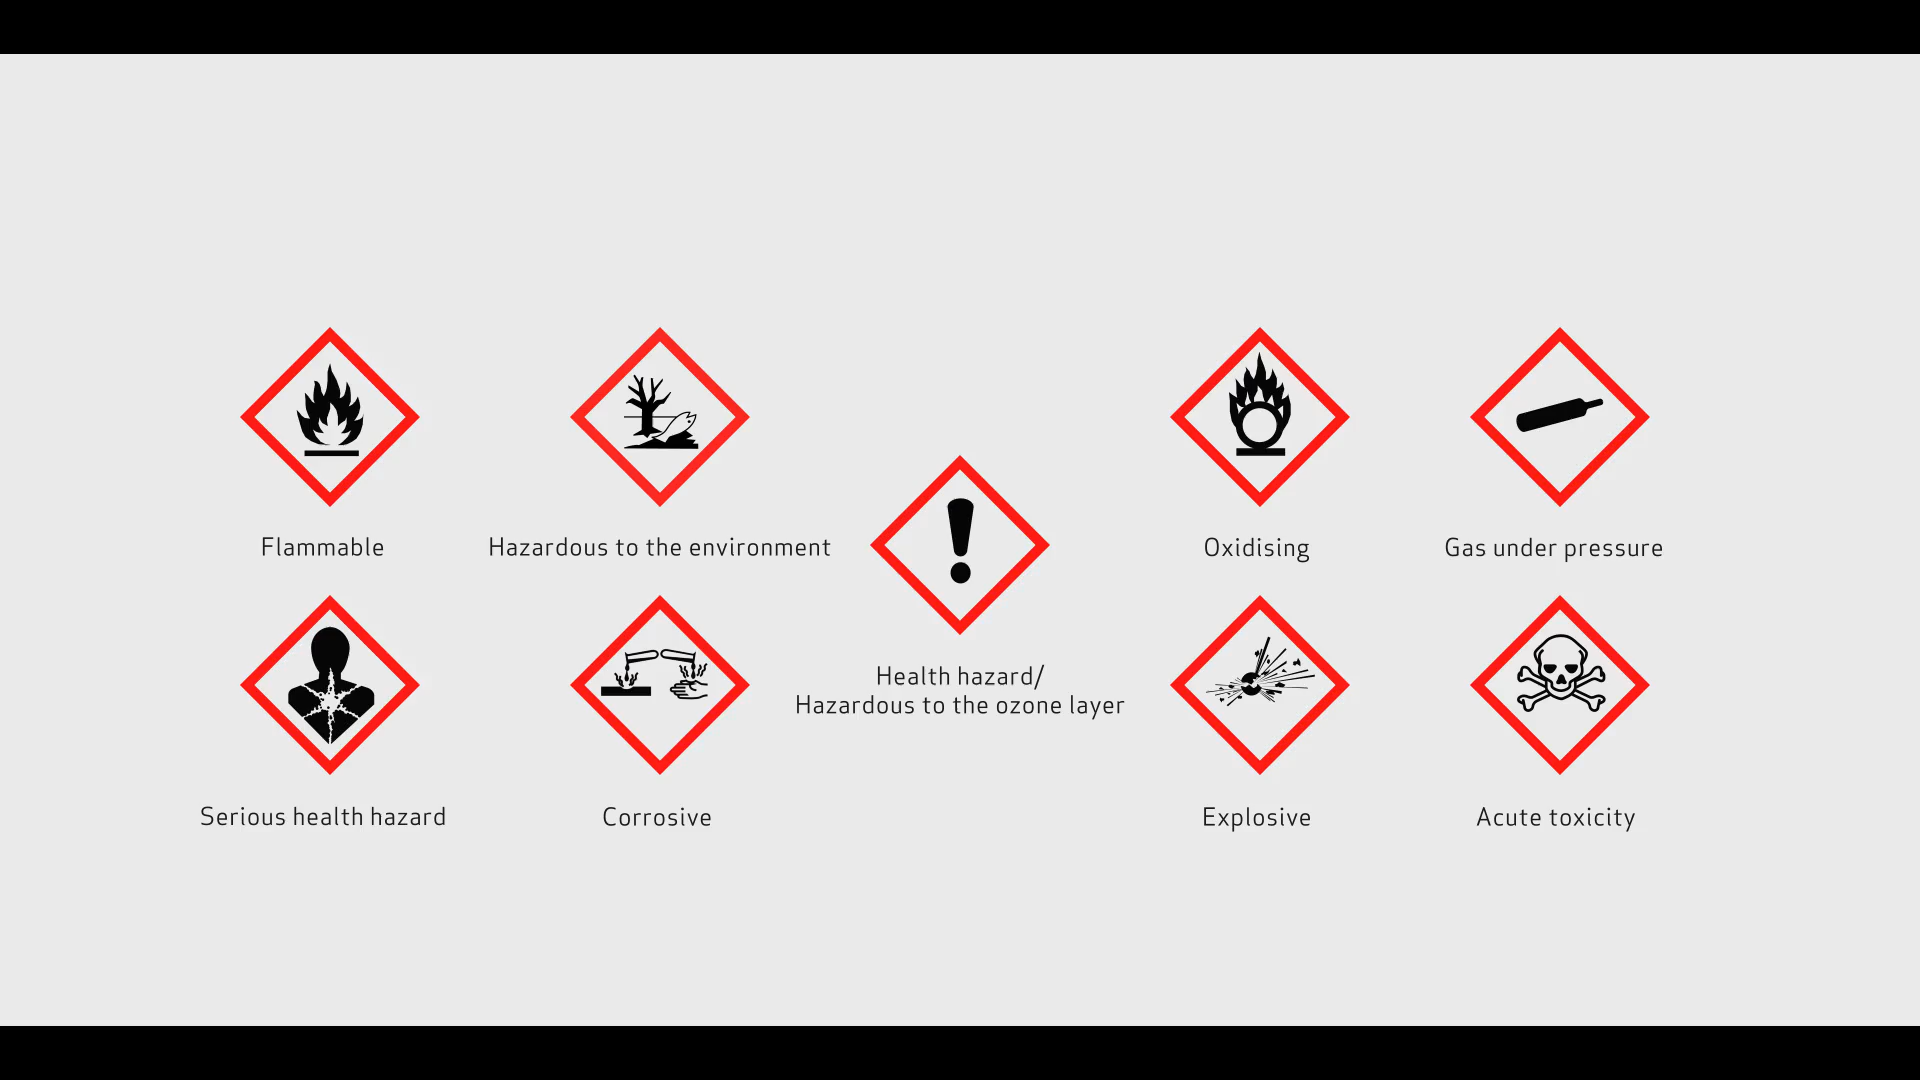 Flammable
Hazardous to the environment
Oxidising
Gas under pressure
Health hazard/
Hazardous to the ozone layer
Serious health hazard
Corrosive
Explosive
Acute toxicity